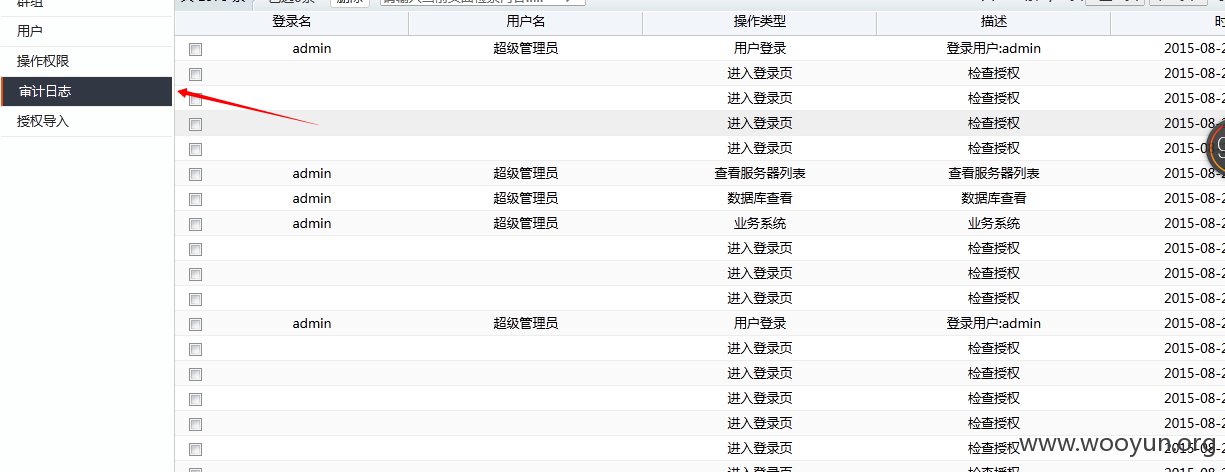 群组
用户
操作权限
审计日志
授权导入
删除
登录名 用户名 操作类型 描述
admin 超级管理员 用户登录 登录用户:admin 2015-08-2
进入登录页 检查授权 2015-08-2
进入登录页 检查授权 2015-08-2
进入登录页 检查授权 2015-08-2
进入登录页 检查授权 2015-08-2
admin 超级管理员 查看服务器列表 查看服务器列表 2015-08-2
admin 超级管理员 数据库查看 数据库查看 2015-08-2
admin 超级管理员 业务系统 业务系统 2015-08-2
进入登录页 检查授权 2015-08-2
进入登录页 检查授权 2015-08-2
进入登录页 检查授权 2015-08-2
admin 超级管理员 用户登录 登录用户:admin 2015-08-2
进入登录页 检查授权 2015-08-2
进入登录页 检查授权 2015-08-2
进入登录页 检查授权 2015-08-2
进入登录页 检查授权 2015-08-2
进入登录页 检查授权 2015-08-2
进入登录页 检查授权 2015-08-2
www.wooyun.org